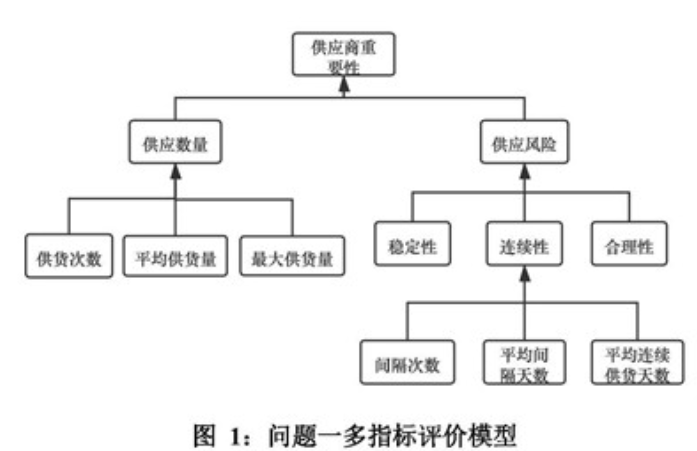 供应商重
要性
供应数量
供应风险
供货次数
平均供货量
最大供货量
稳定性
连续性
合理性
间隔次数
平均间
隔天数
平均连续
供货天数
图 1：问题一多指标评价模型